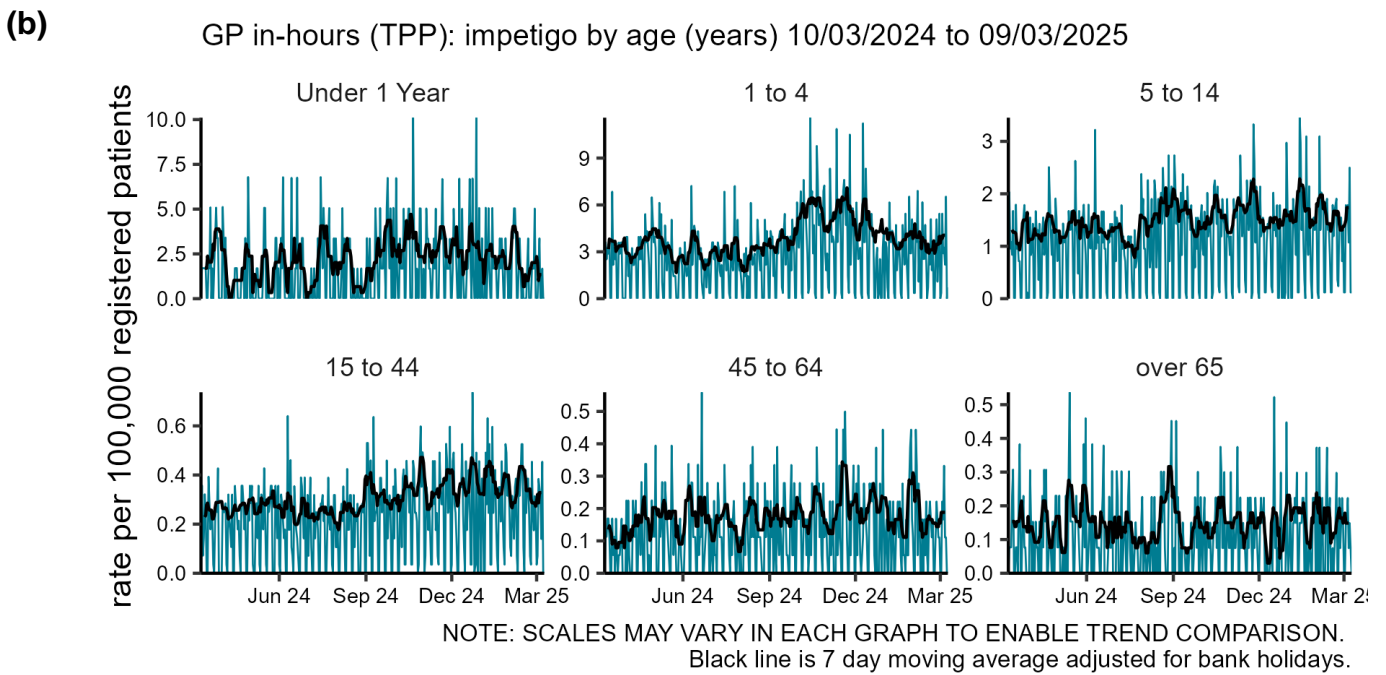 (b)
GP in-hours (TPP): impetigo by age (years) 10/03/2024 to 09/03/2025
rate per 100,000 registered patients
Under 1 Year
10.0
7.5
5.0
2.5
0.0
1 to 4
9
6
3
0
5 to 14
3
2
1
0
15 to 44
0.6
0.4
0.2
0.0
Jun 24 Sep 24 Dec 24 Mar 25
45 to 64
0.5
0.4
0.3
0.2
0.1
0.0
Jun 24 Sep 24 Dec 24 Mar 25
over 65
0.5
0.4
0.3
0.2
0.1
0.0
Jun 24 Sep 24 Dec 24 Mar 2
NOTE: SCALES MAY VARY IN EACH GRAPH TO ENABLE TREND COMPARISON.
Black line is 7 day moving average adjusted for bank holidays.